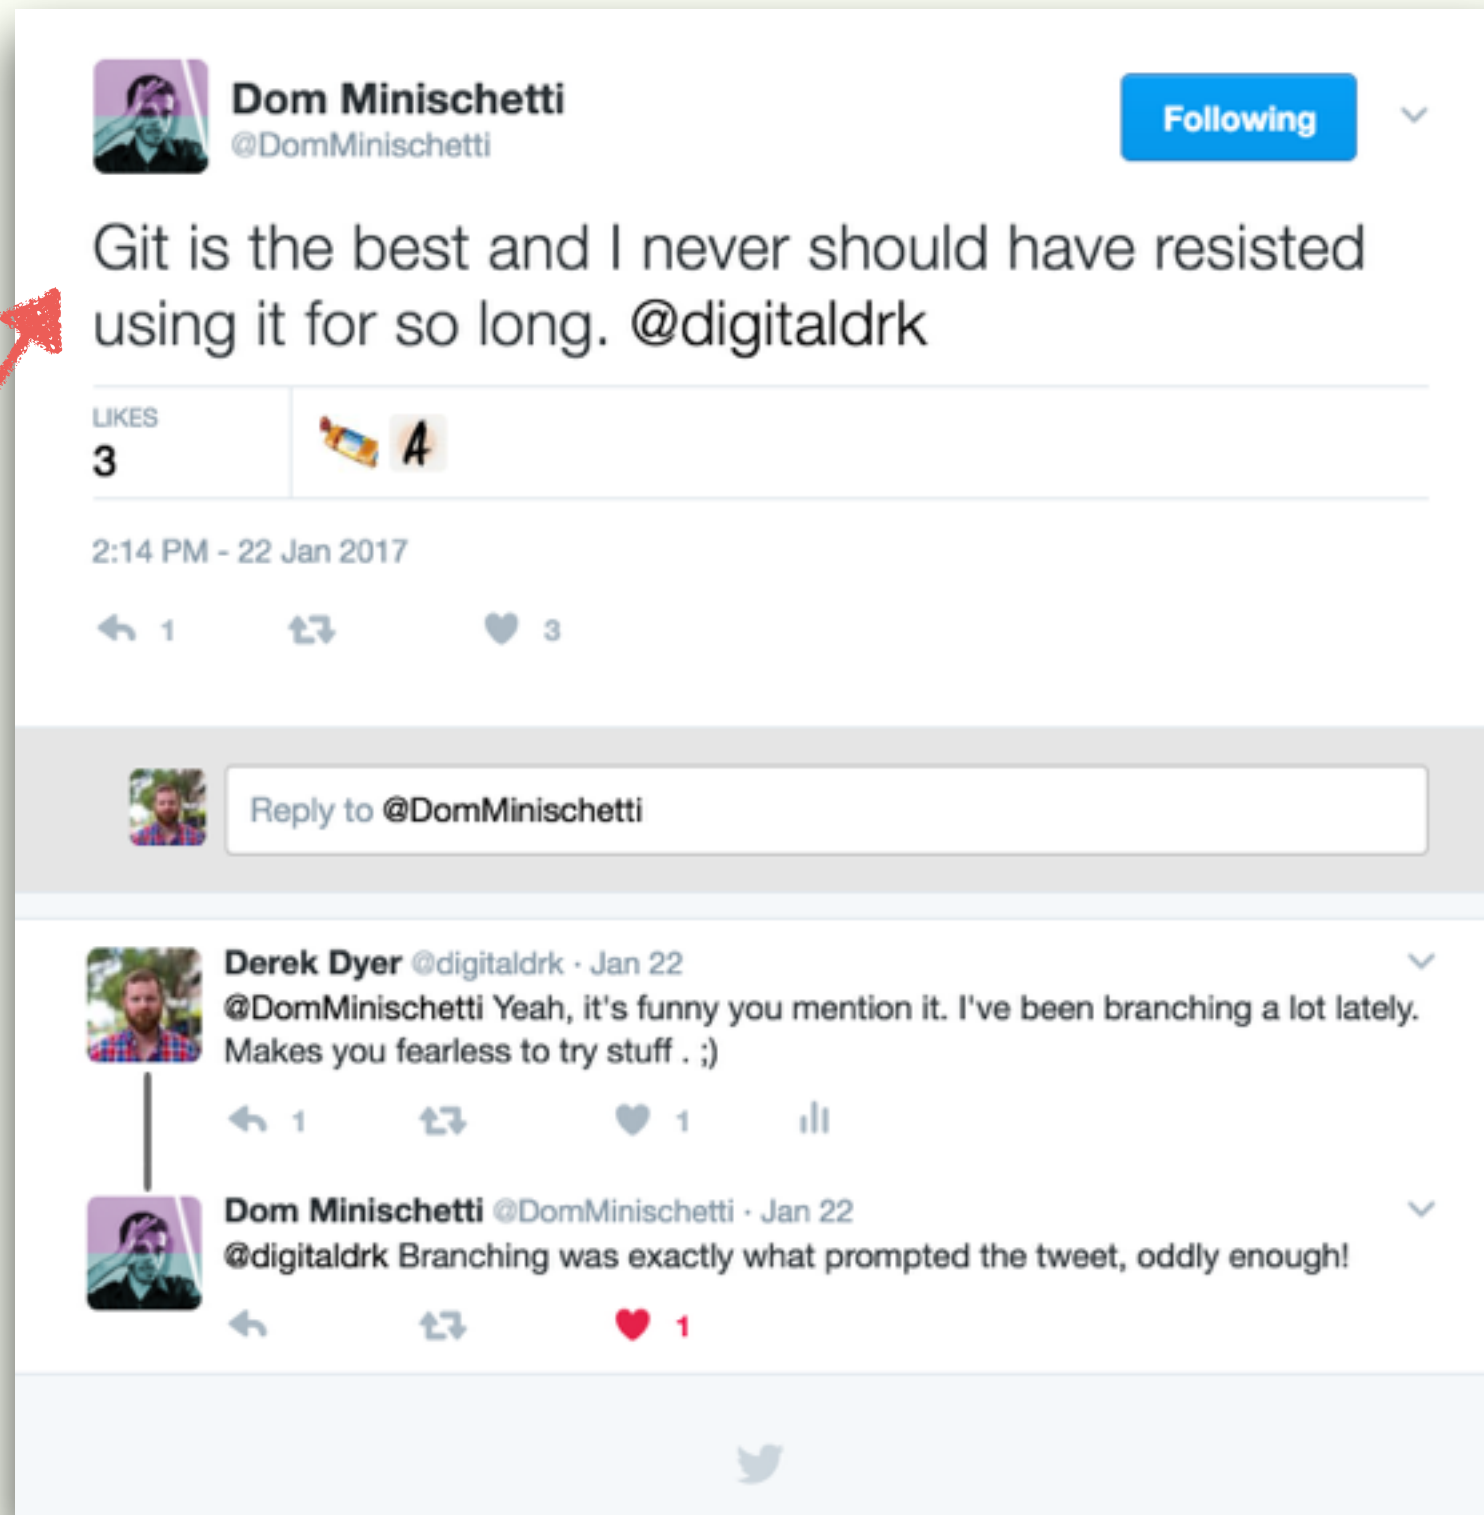 Dom Minischetti
@DomMinischetti
Following
Git is the best and I never should have resisted
using it for so long. @digitaldrk
LIKES
3
A
2:14 PM - 22 Jan 2017
1
3
Reply to @DomMinischetti
Derek Dyer @digitaldrk · Jan 22
@DomMinischetti Yeah, it's funny you mention it. I've been branching a lot lately.
Makes you fearless to try stuff . ;)
1
1
Dom Minischetti @DomMinischetti · Jan 22
@digitaldrk Branching was exactly what prompted the tweet, oddly enough!
1